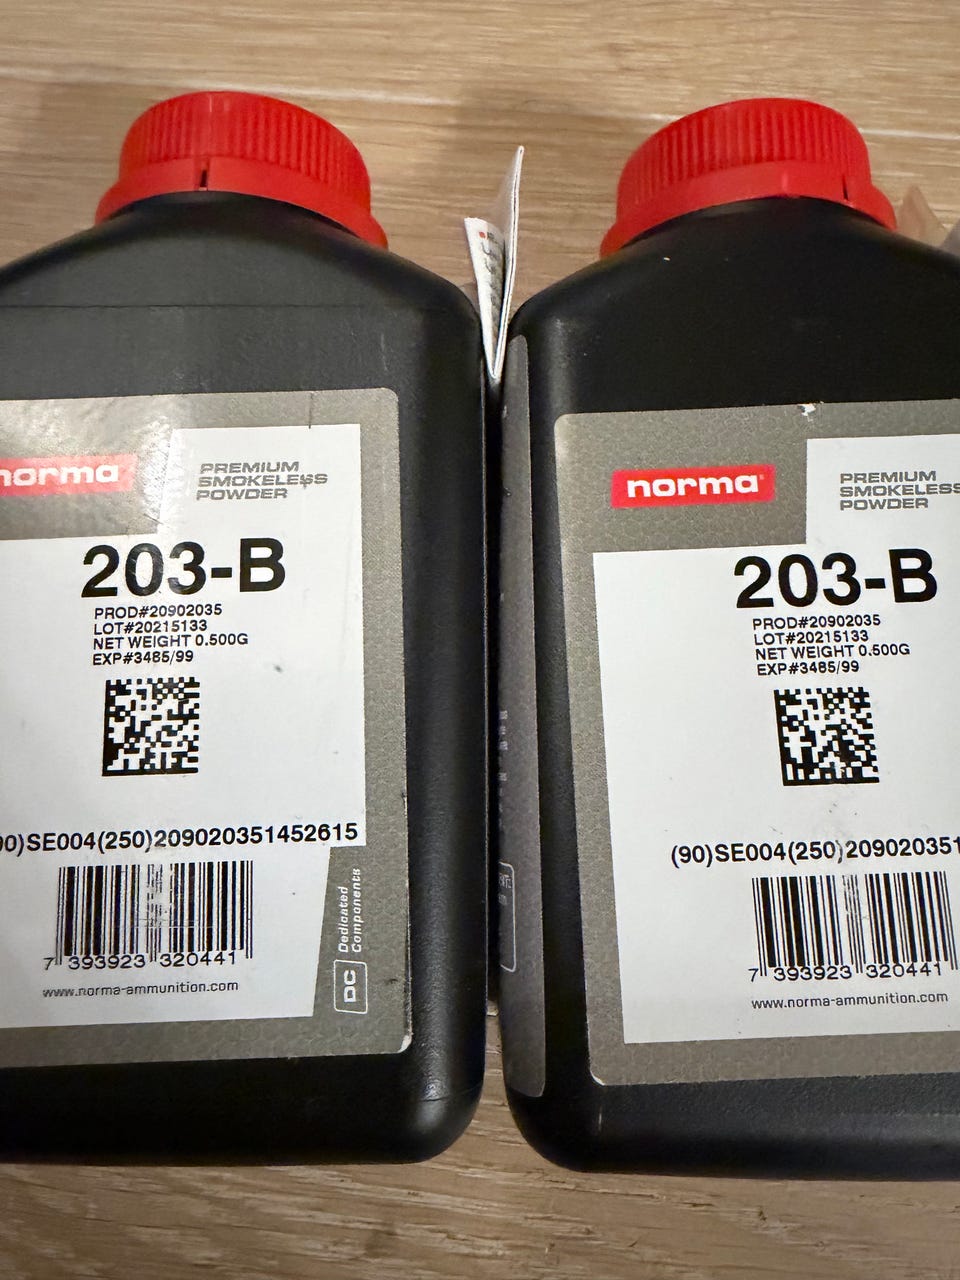 norma
PREMIUM
SMOKELESS
POWDER
203-B
PROD#20902035
LOT#20215133
NET WEIGHT 0.500G
EXP#3485/99
90)SE004(250)209020351452615
7 393923 320441
www.norma-ammunition.com
DC
Dedicated
Components
norma
PREMIUM
SMOKELESS
POWDER
203-B
PROD#20902035
LOT#20215133
NET WEIGHT 0.500G
EXP#3485/99
(90)SE004(250)209020351
7 393923 320441
www.norma-ammunition.com